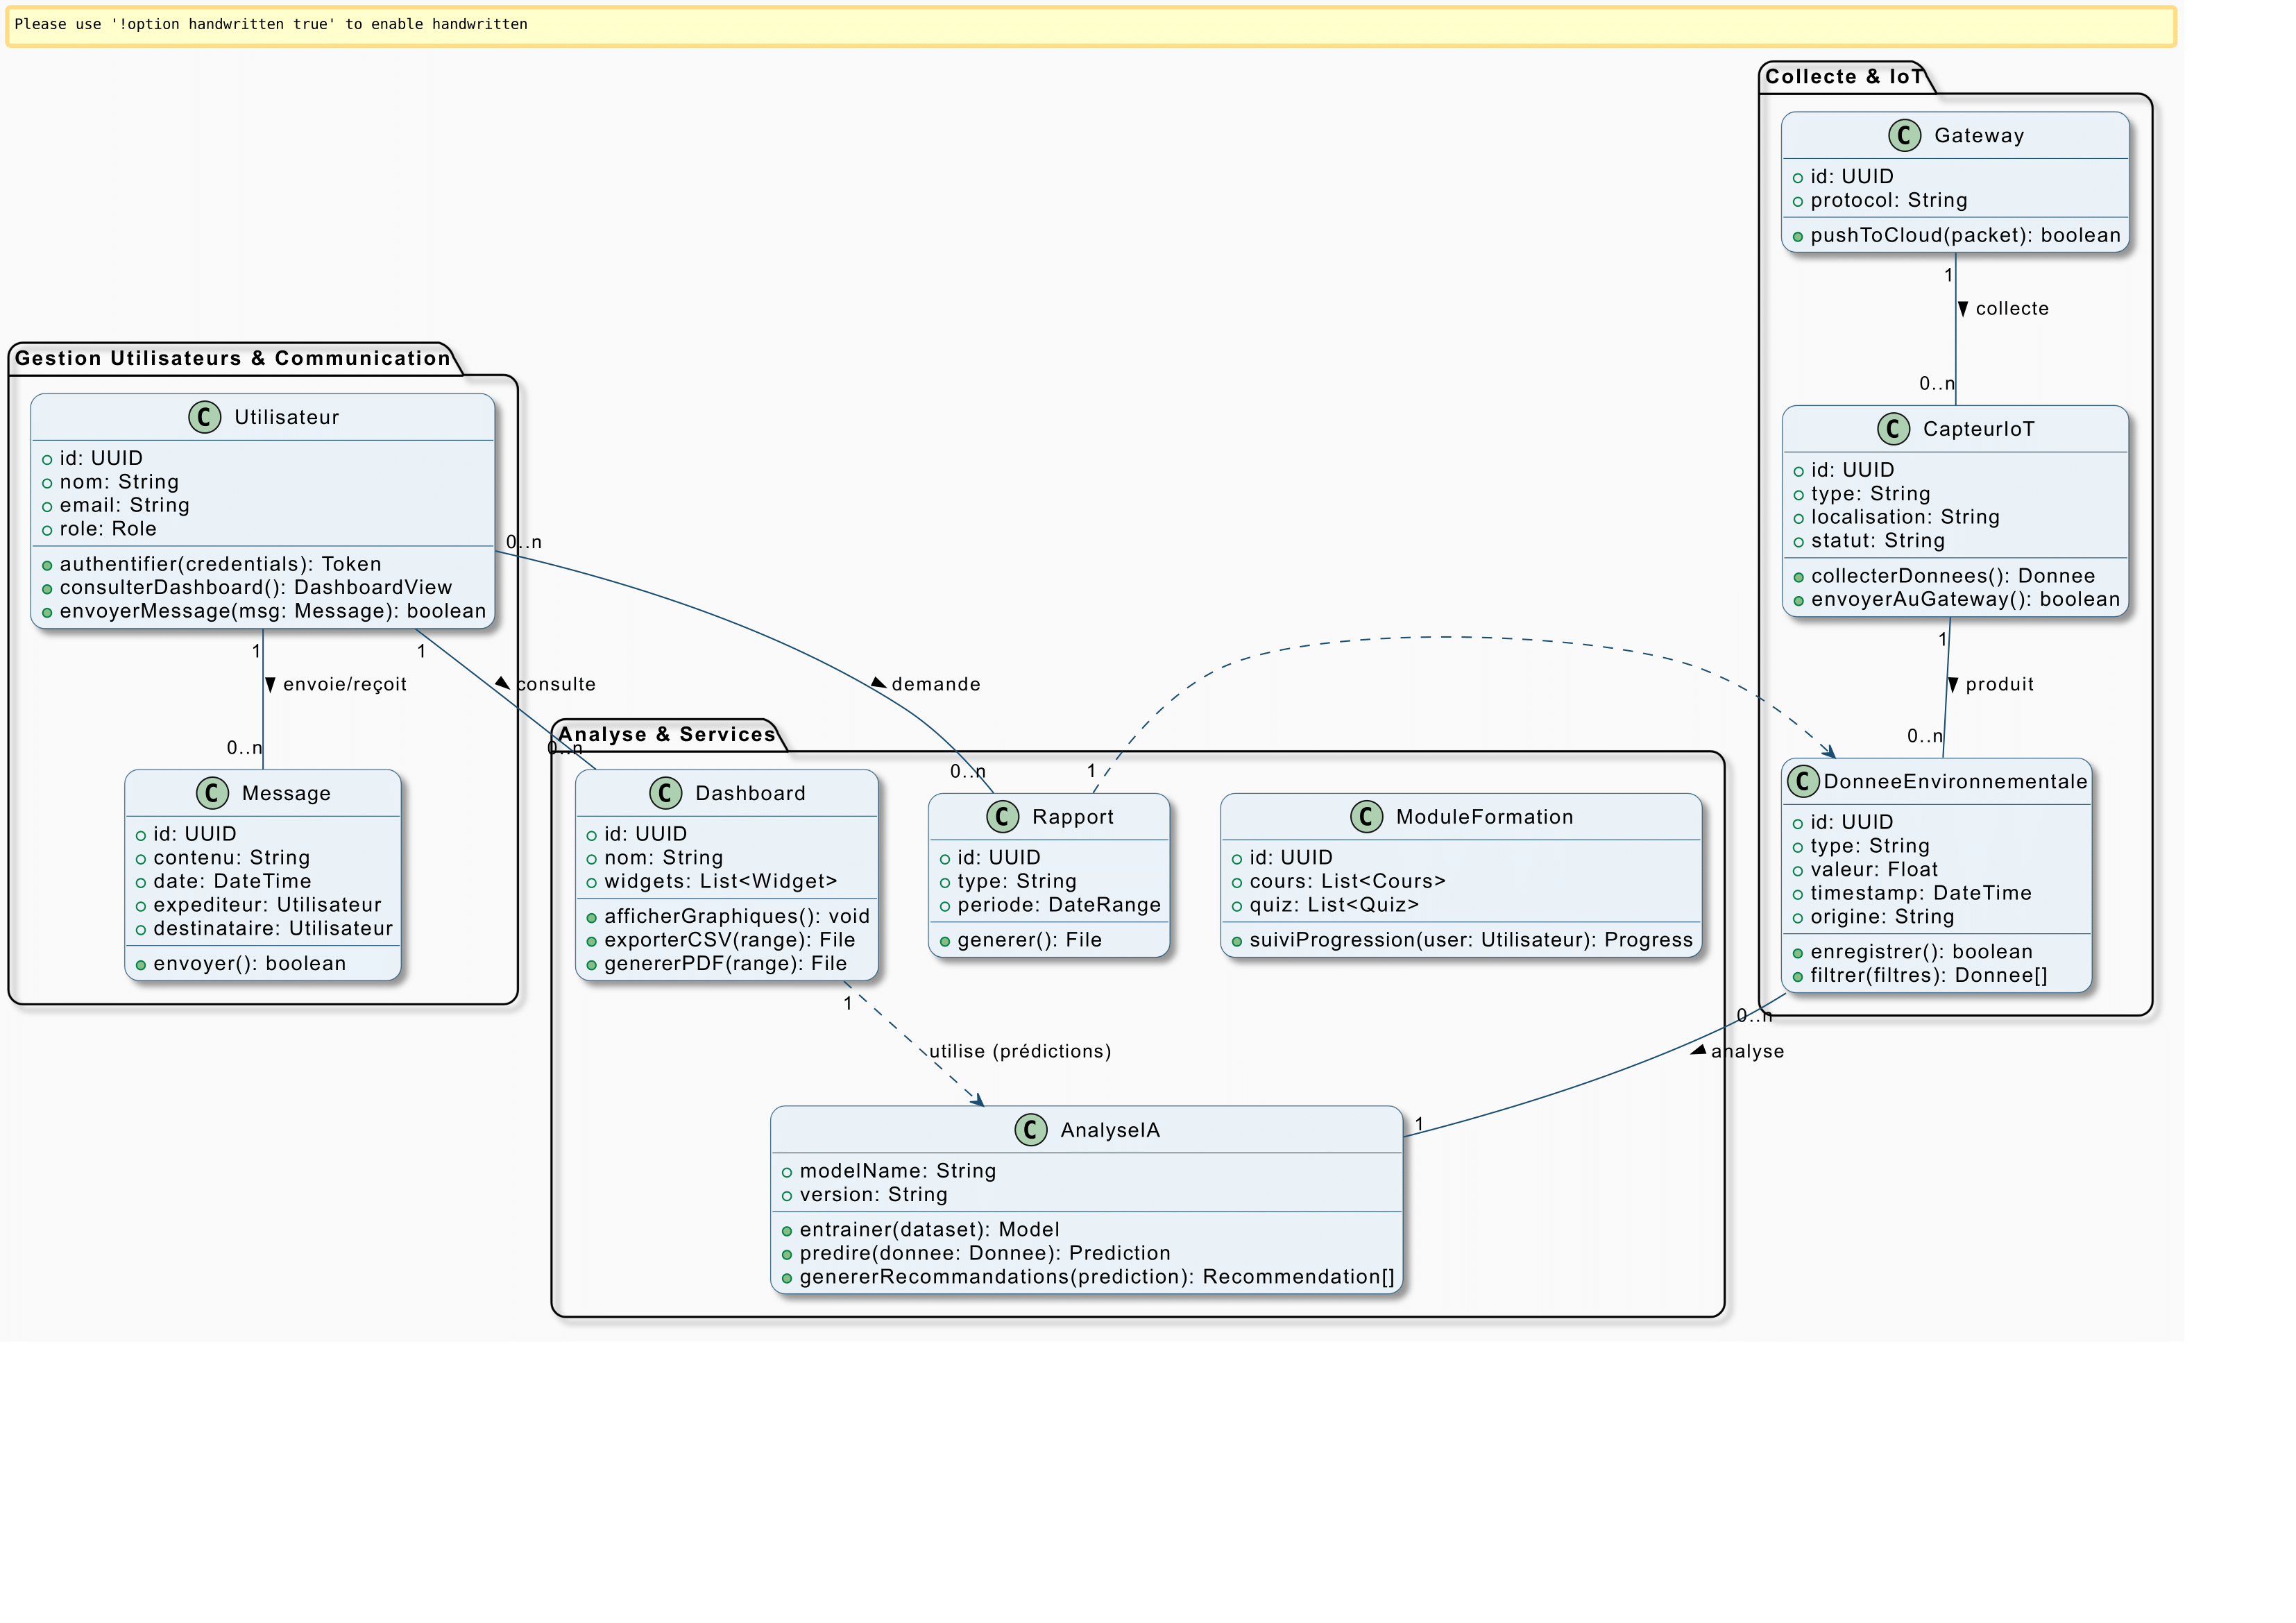 Please use '!option handwritten true' to enable handwritten
Collecte & IoT
C Gateway
id: UUID
protocol: String
pushToCloud(packet): boolean
1
collecte
0..n
C CapteurIoT
id: UUID
type: String
localisation: String
statut: String
collecterDonnees(): Donnee
envoyerAuGateway(): boolean
1
produit
0..n
C DonneeEnvironnementale
id: UUID
type: String
valeur: Float
timestamp: DateTime
origine: String
enregistrer(): boolean
filtrer(filtres): Donnee[]
0..n
analyse
1
Gestion Utilisateurs & Communication
C Utilisateur
id: UUID
nom: String
email: String
role: Role
authentifier(credentials): Token
consulterDashboard(): DashboardView
envoyerMessage(msg: Message): boolean
0..n
1
1
envoie/reçoit
consulte
demande
0..n
0..n
0..n
1
C Message
id: UUID
contenu: String
date: DateTime
expediteur: Utilisateur
destinataire: Utilisateur
envoyer(): boolean
Analyse & Services
C Dashboard
id: UUID
nom: String
widgets: List<Widget>
afficherGraphiques(): void
exporterCSV(range): File
genererPDF(range): File
C Rapport
id: UUID
type: String
periode: DateRange
generer(): File
C ModuleFormation
id: UUID
cours: List<Cours>
quiz: List<Quiz>
suiviProgression(user: Utilisateur): Progress
1
utilise (prédictions)
C AnalyseIA
modelName: String
version: String
entrainer(dataset): Model
predire(donnee: Donnee): Prediction
genererRecommandations(prediction): Recommendation[]